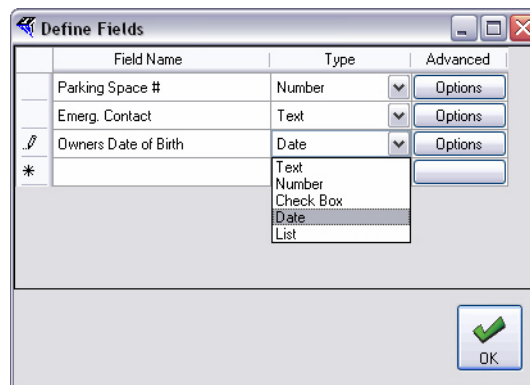 Define Fields
Field Name Type Advanced
Parking Space # Number Options
Emerg. Contact Text Options
Owners Date of Birth Date Options
*
Text
Number
Check Box
Date
List
OK